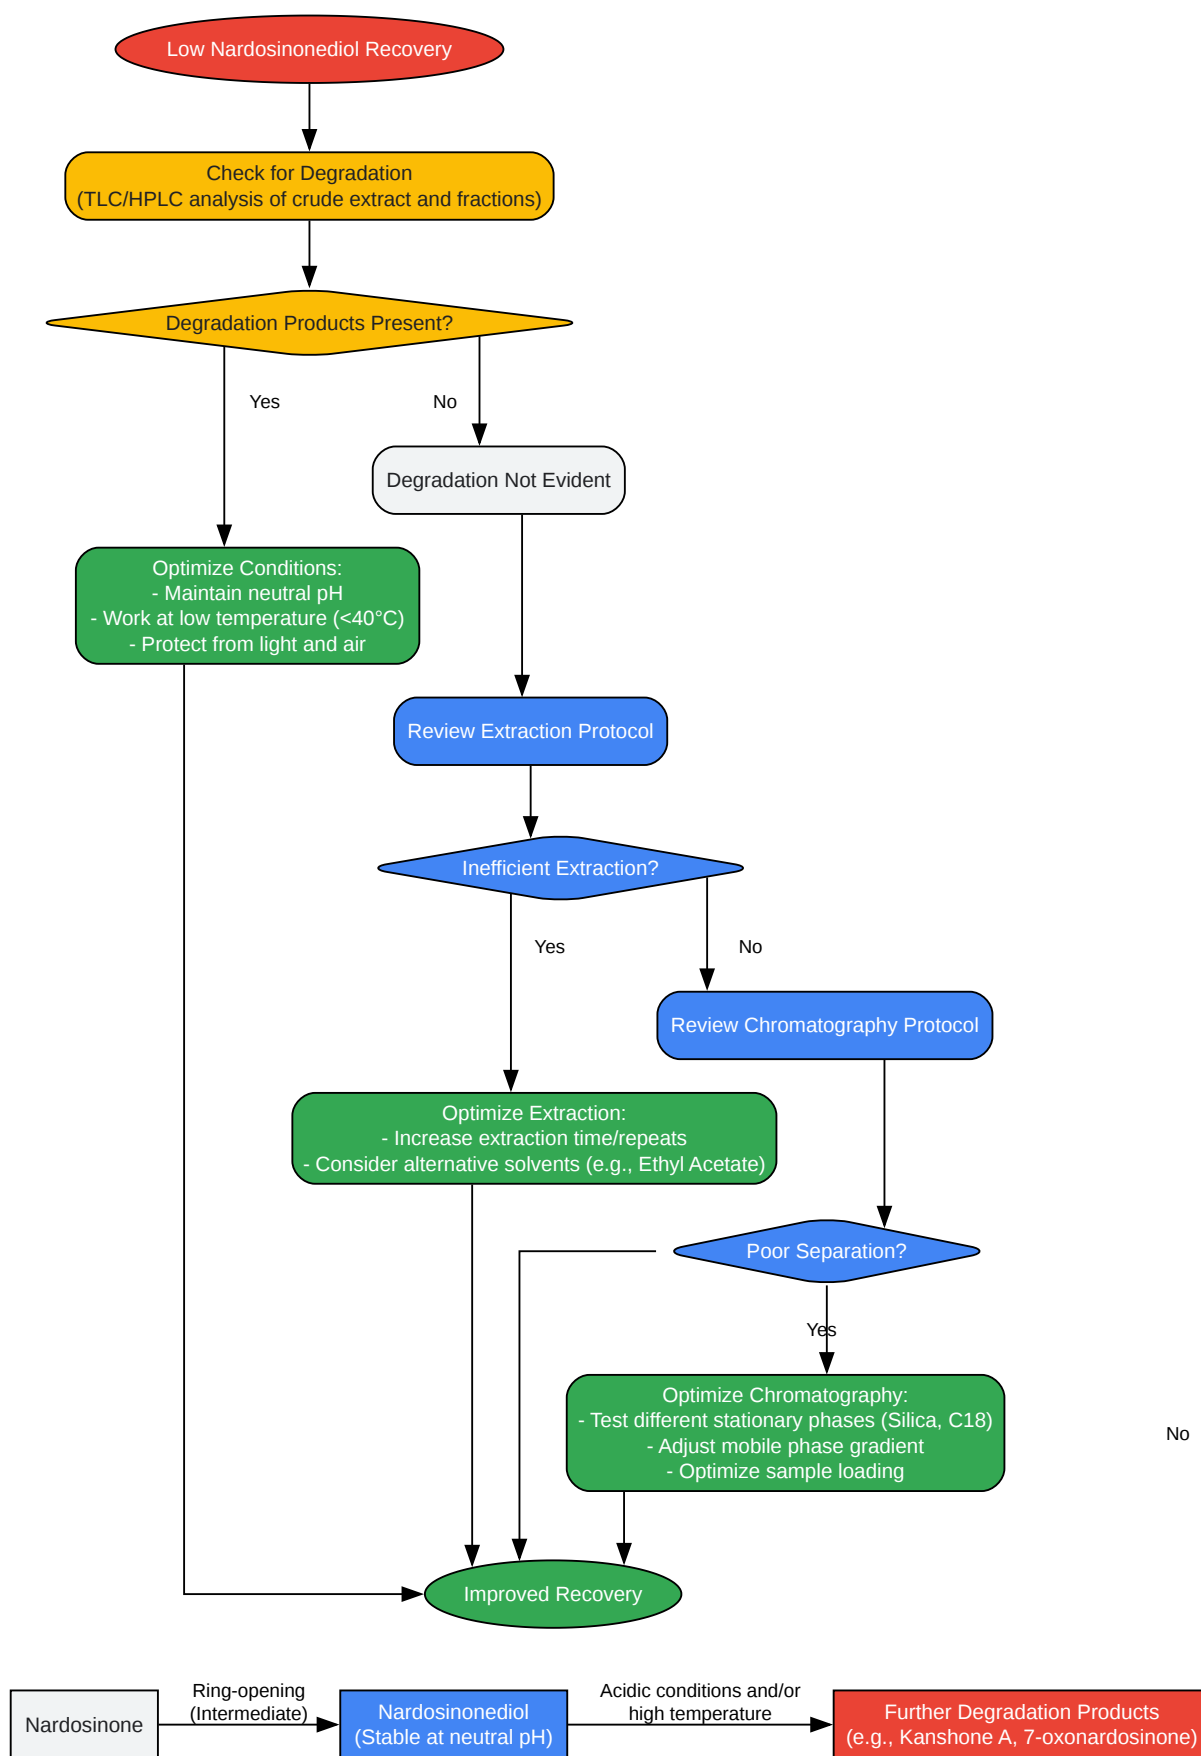 Low Nardosinonediol Recovery
Check for Degradation
(TLC/HPLC analysis of crude extract and fractions)
Degradation Products Present?
Yes
No
Degradation Not Evident
Optimize Conditions:
- Maintain neutral pH
- Work at low temperature (<40°C)
- Protect from light and air
Review Extraction Protocol
Inefficient Extraction?
Yes
No
Review Chromatography Protocol
Optimize Extraction:
- Increase extraction time/repeats
- Consider alternative solvents (e.g., Ethyl Acetate)
Poor Separation?
Yes
Optimize Chromatography:
- Test different stationary phases (Silica, C18)
- Adjust mobile phase gradient
- Optimize sample loading
No
Improved Recovery
Nardosinone
Ring-opening
(Intermediate)
Nardosinonediol
(Stable at neutral pH)
Acidic conditions and/or
high temperature
Further Degradation Products
(e.g., Kanshone A, 7-oxonardosinone)